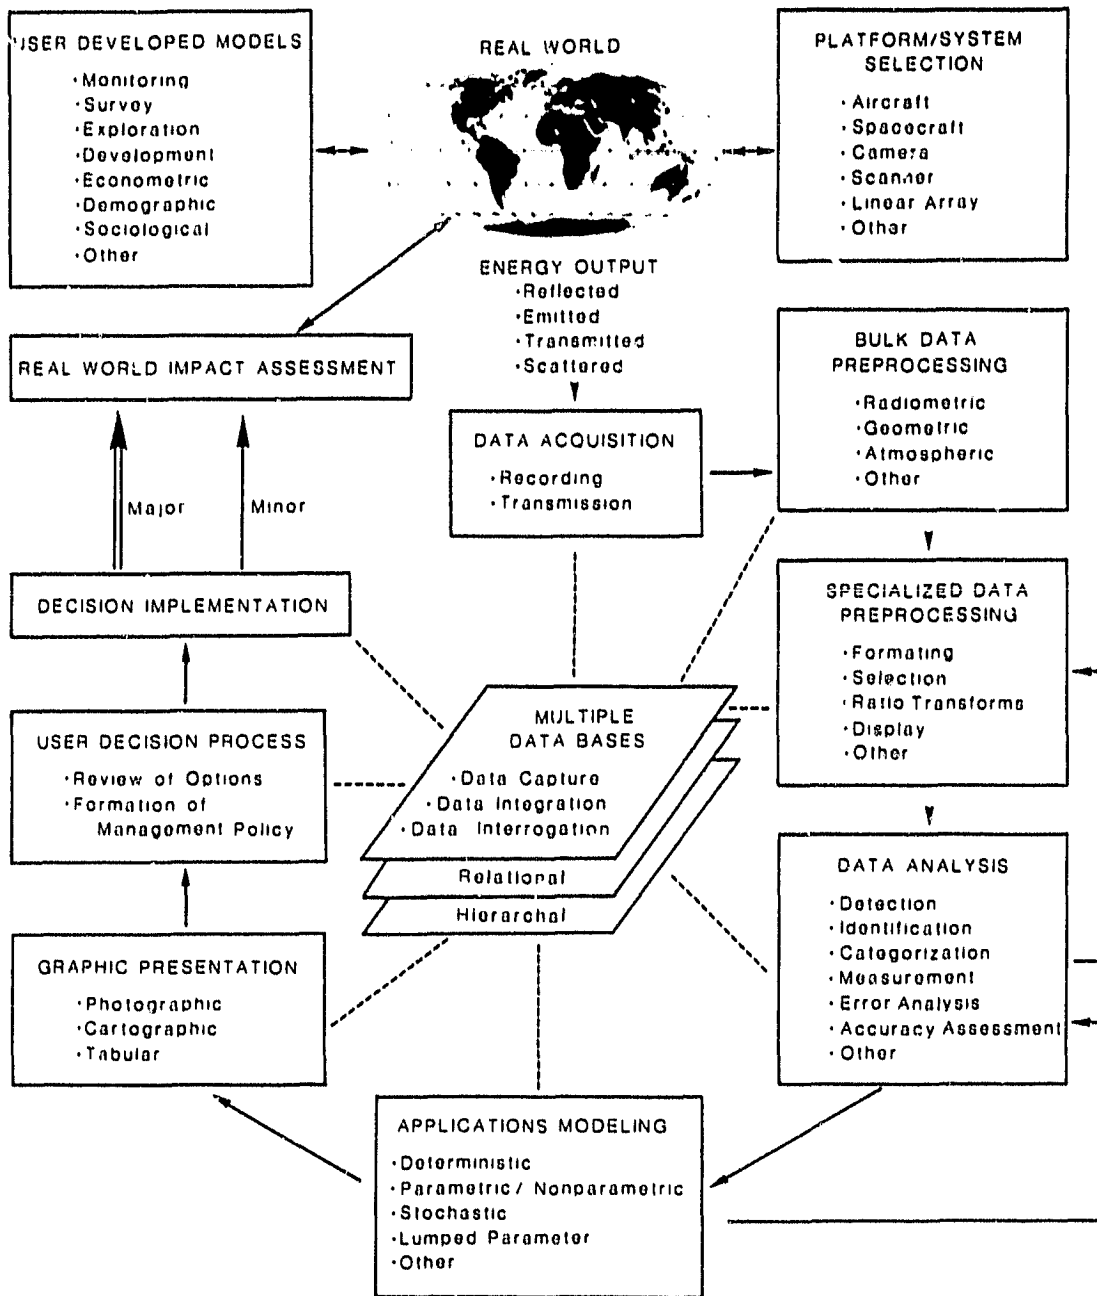 USER DEVELOPED MODELS
·Monitoring
·Survey
·Exploration
·Development
·Econometric
·Demographic
·Sociological
·Other
REAL WORLD
PLATFORM/SYSTEM
SELECTION
·Aircraft
·Spacecraft
·Camera
·Scanner
·Linear Array
·Other
ENERGY OUTPUT
·Reflected
·Emitted
·Transmitted
·Scattered
REAL WORLD IMPACT ASSESSMENT
BULK DATA
PREPROCESSING
·Radiometric
·Geometric
·Atmospheric
·Other
DATA ACQUISITION
·Recording
·Transmission
Major
Minor
DECISION IMPLEMENTATION
SPECIALIZED DATA
PREPROCESSING
·Formating
·Selection
·Ratio Transforms
·Display
·Other
MULTIPLE
DATA BASES
·Data Capture
·Data Integration
·Data Interrogation
Relational
Hierarchal
USER DECISION PROCESS
·Review of Options
·Formation of
Management Policy
DATA ANALYSIS
·Detection
·Identification
·Categorization
·Measurement
·Error Analysis
·Accuracy Assessment
·Other
GRAPHIC PRESENTATION
·Photographic
·Cartographic
·Tabular
APPLICATIONS MODELING
·Deterministic
·Parametric / Nonparametric
·Stochastic
·Lumped Parameter
·Other